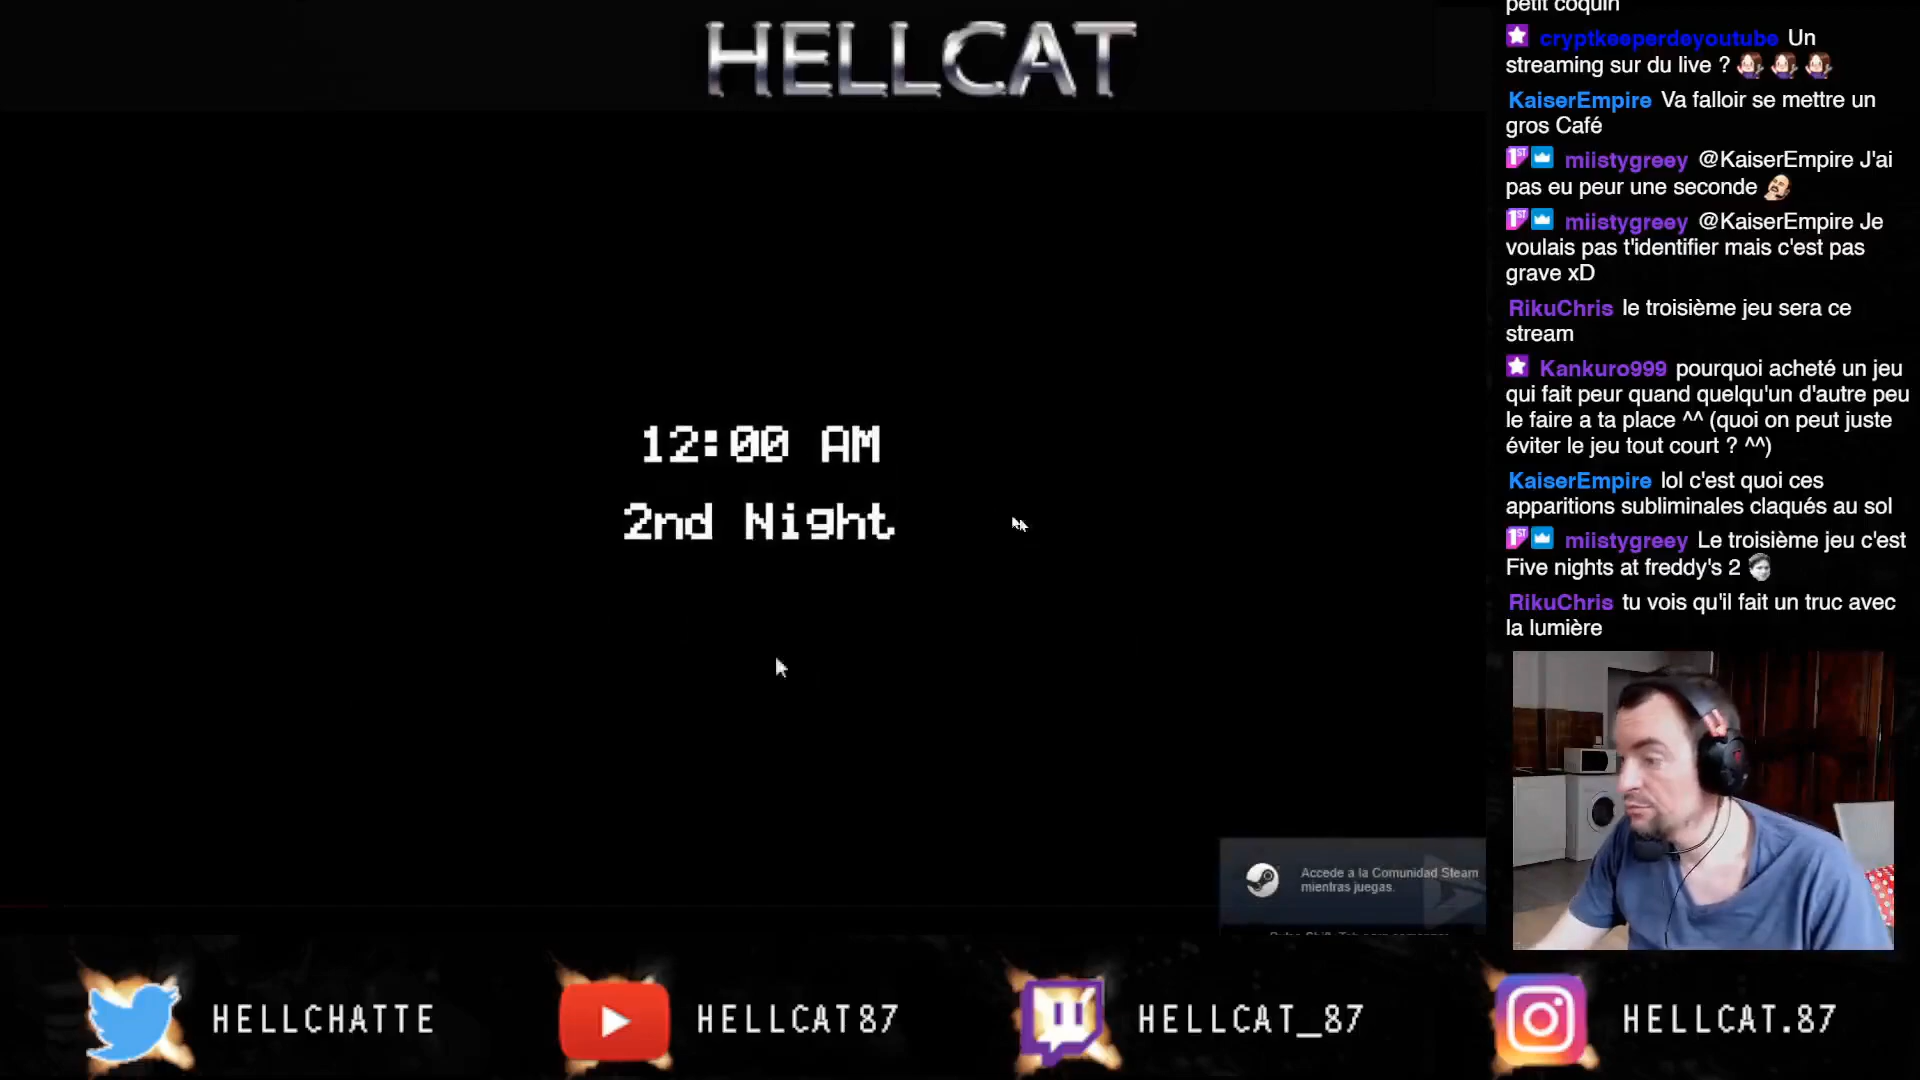 HELLCAT
petit coquin
cryptkeeperdeyoutube Un
streaming sur du live ?
KaiserEmpire Va falloir se mettre un
gros Café
1ST miistygreey @KaiserEmpire J'ai
pas eu peur une seconde
1ST miistygreey @KaiserEmpire Je
voulais pas t'identifier mais c'est pas
grave xD
RikuChris le troisième jeu sera ce
stream
Kankuro999 pourquoi acheté un jeu
qui fait peur quand quelqu'un d'autre peu
le faire a ta place ^^ (quoi on peut juste
éviter le jeu tout court ? ^^)
KaiserEmpire lol c'est quoi ces
apparitions subliminales claqués au sol
1ST miistygreey Le troisième jeu c'est
Five nights at freddy's 2
RikuChris tu vois qu'il fait un truc avec
la lumière
12:00 AM
2nd Night
Accede a la Comunidad Steam
mientras juegas.
HELLCHATTE
HELLCAT87
HELLCAT_87
HELLCAT.87